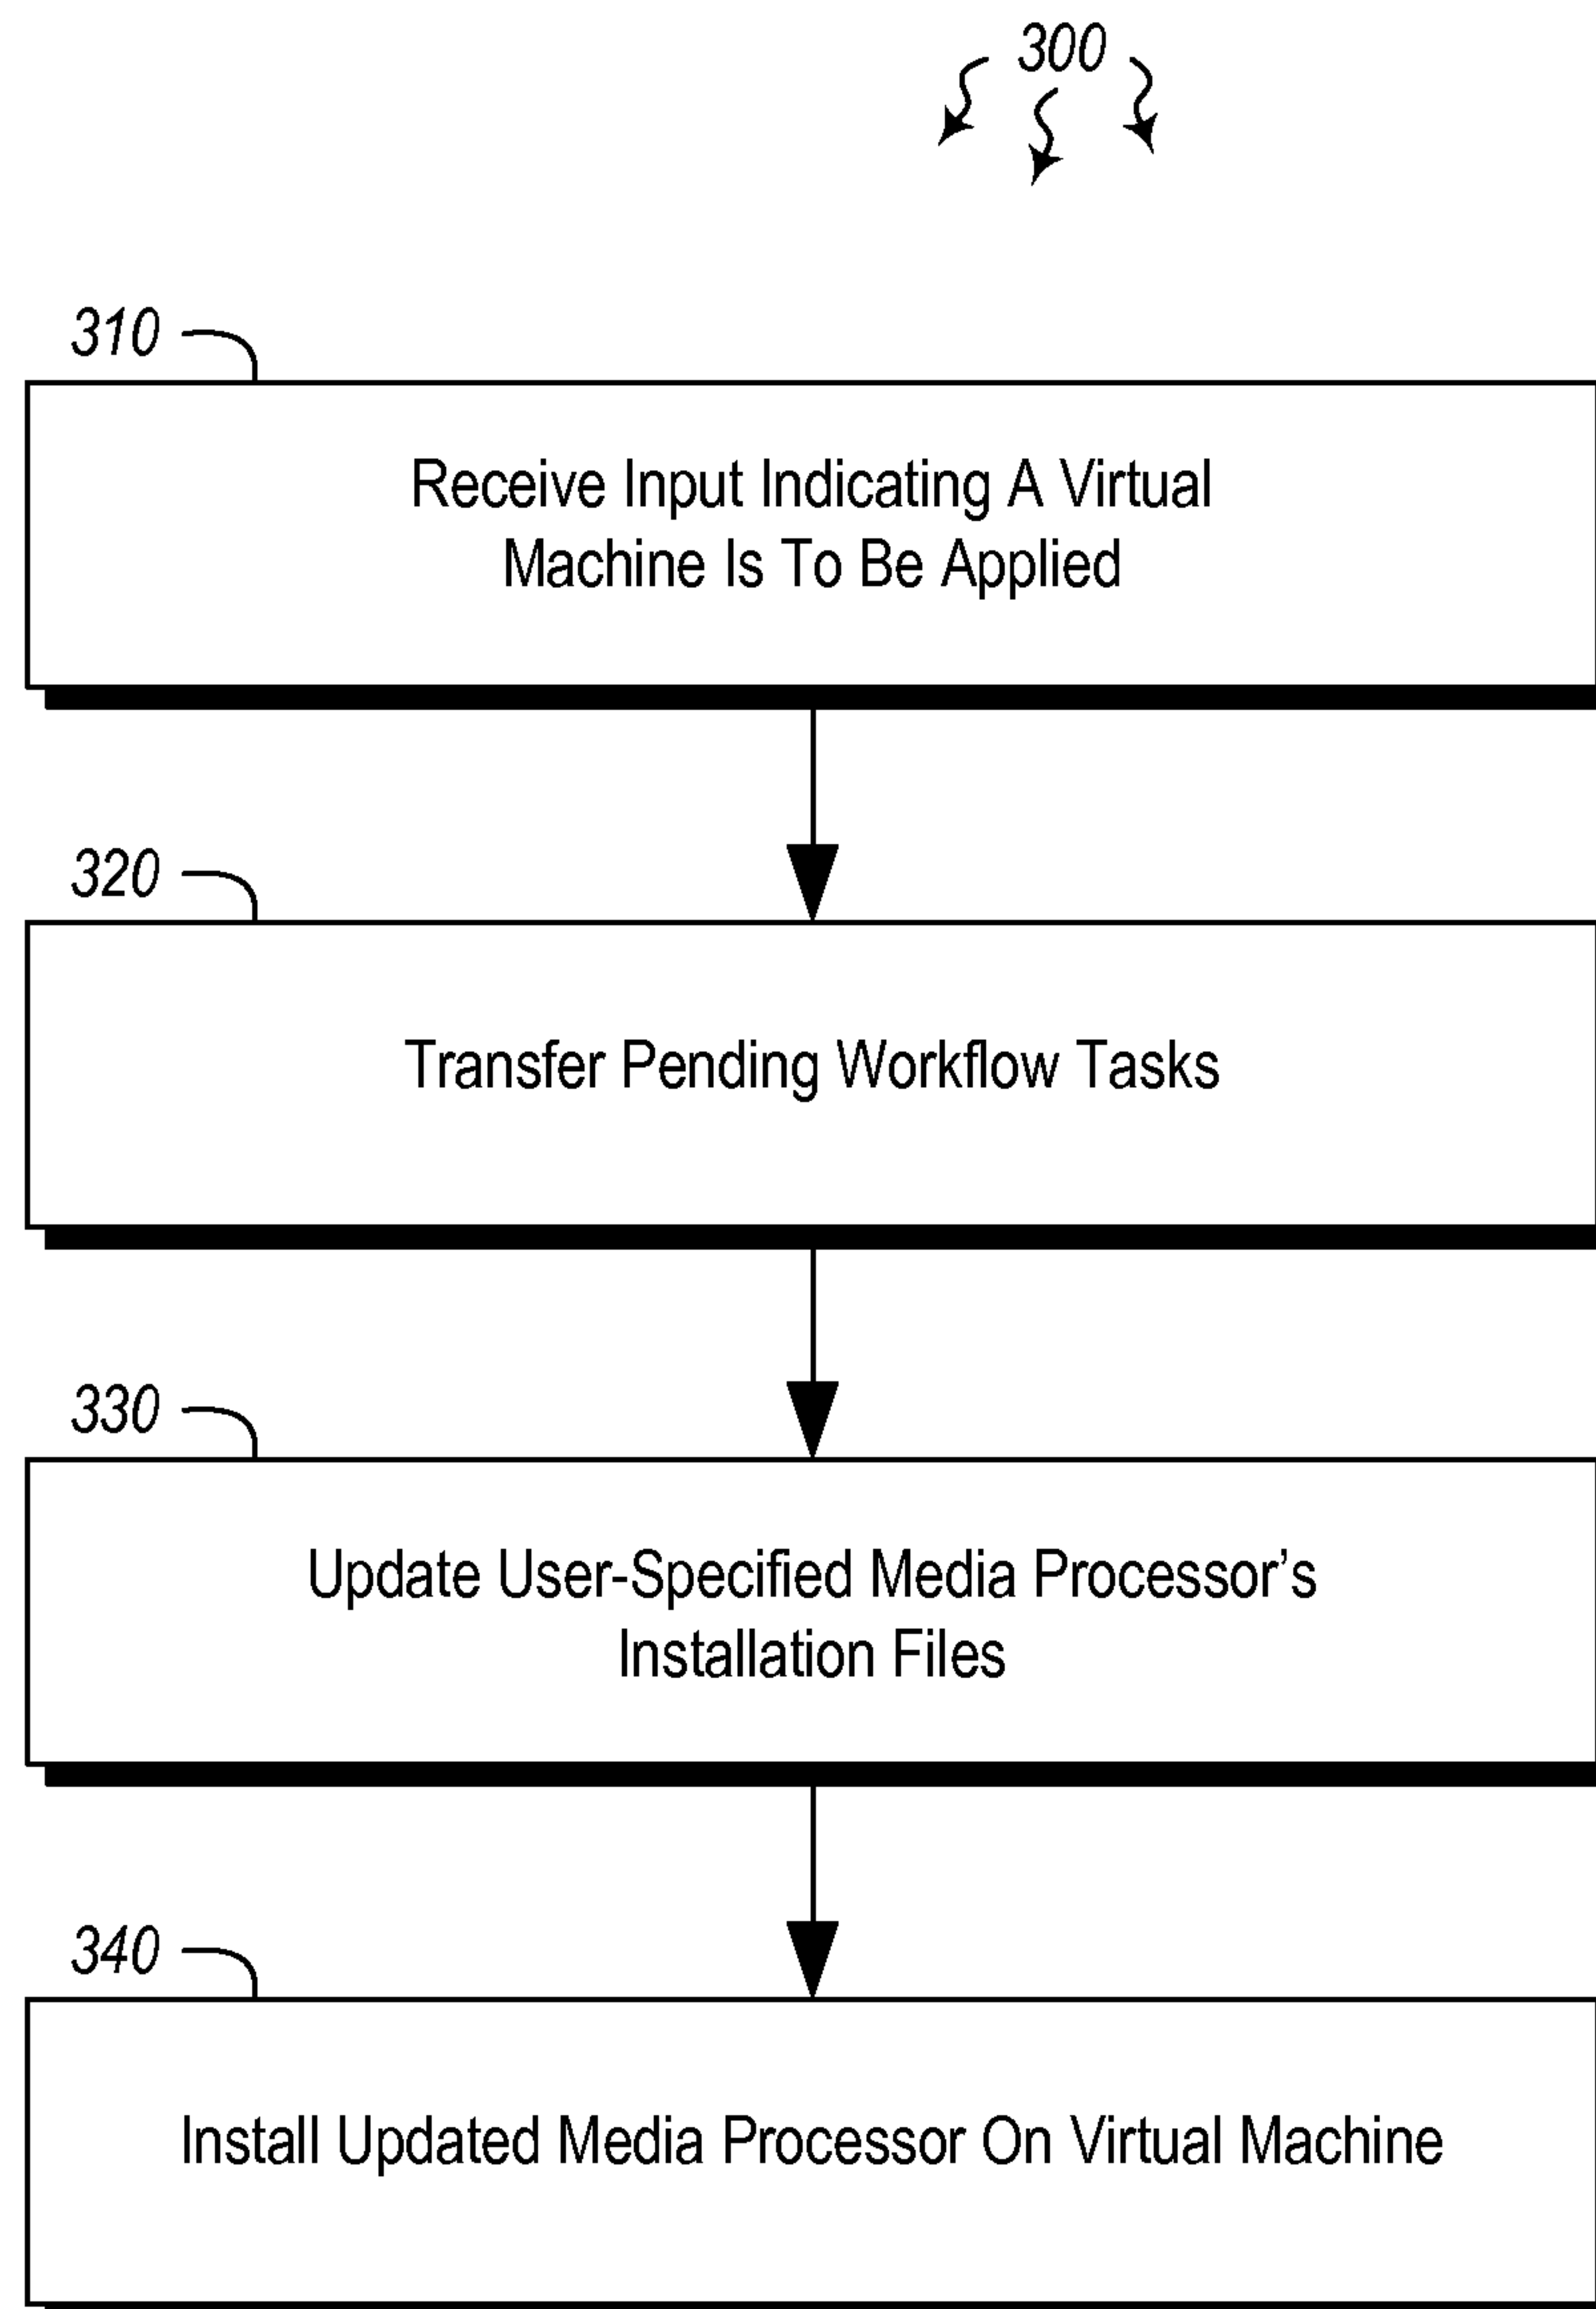 300
310
Receive Input Indicating A Virtual
Machine Is To Be Applied
320
Transfer Pending Workflow Tasks
330
Update User-Specified Media Processor’s
Installation Files
340
Install Updated Media Processor On Virtual Machine